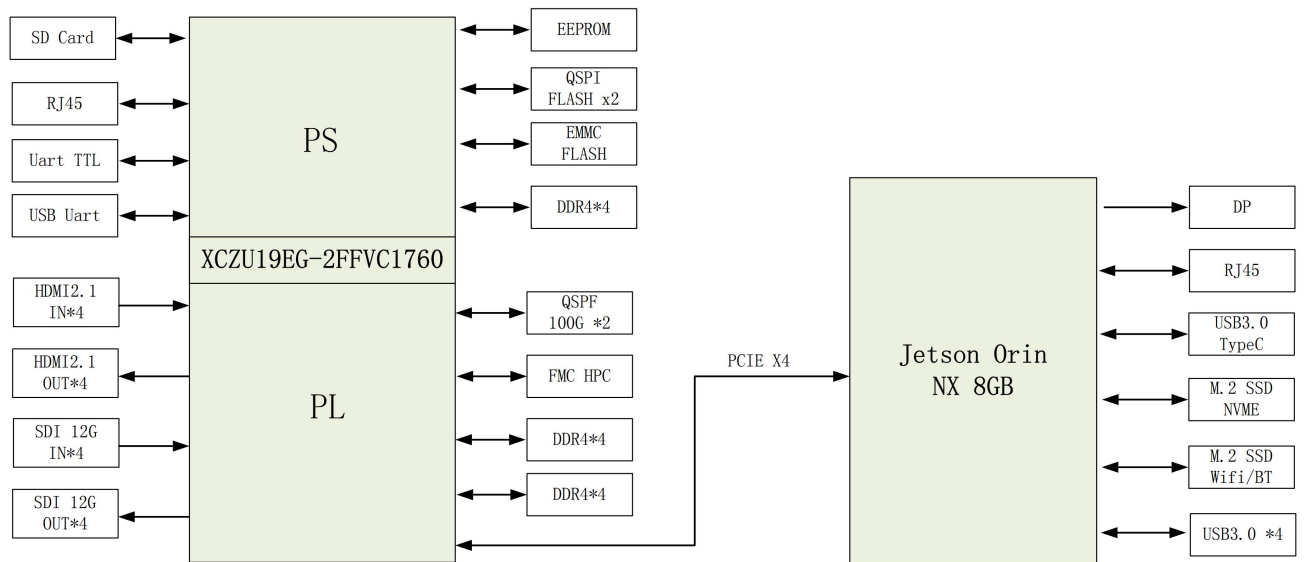 SD Card
RJ45
Uart TTL
USB Uart
HDMI2.1
IN*4
HDMI2.1
OUT*4
SDI 12G
IN*4
SDI 12G
OUT*4
PS
XCZU19EG-2FFVC1760
PL
EEPROM
QSPI
FLASH x2
EMMC
FLASH
DDR4*4
QSPF
100G *2
FMC HPC
DDR4*4
DDR4*4
PCIE X4
Jetson Orin
NX 8GB
DP
RJ45
USB3.0
TypeC
M.2 SSD
NVME
M.2 SSD
Wifi/BT
USB3.0 *4